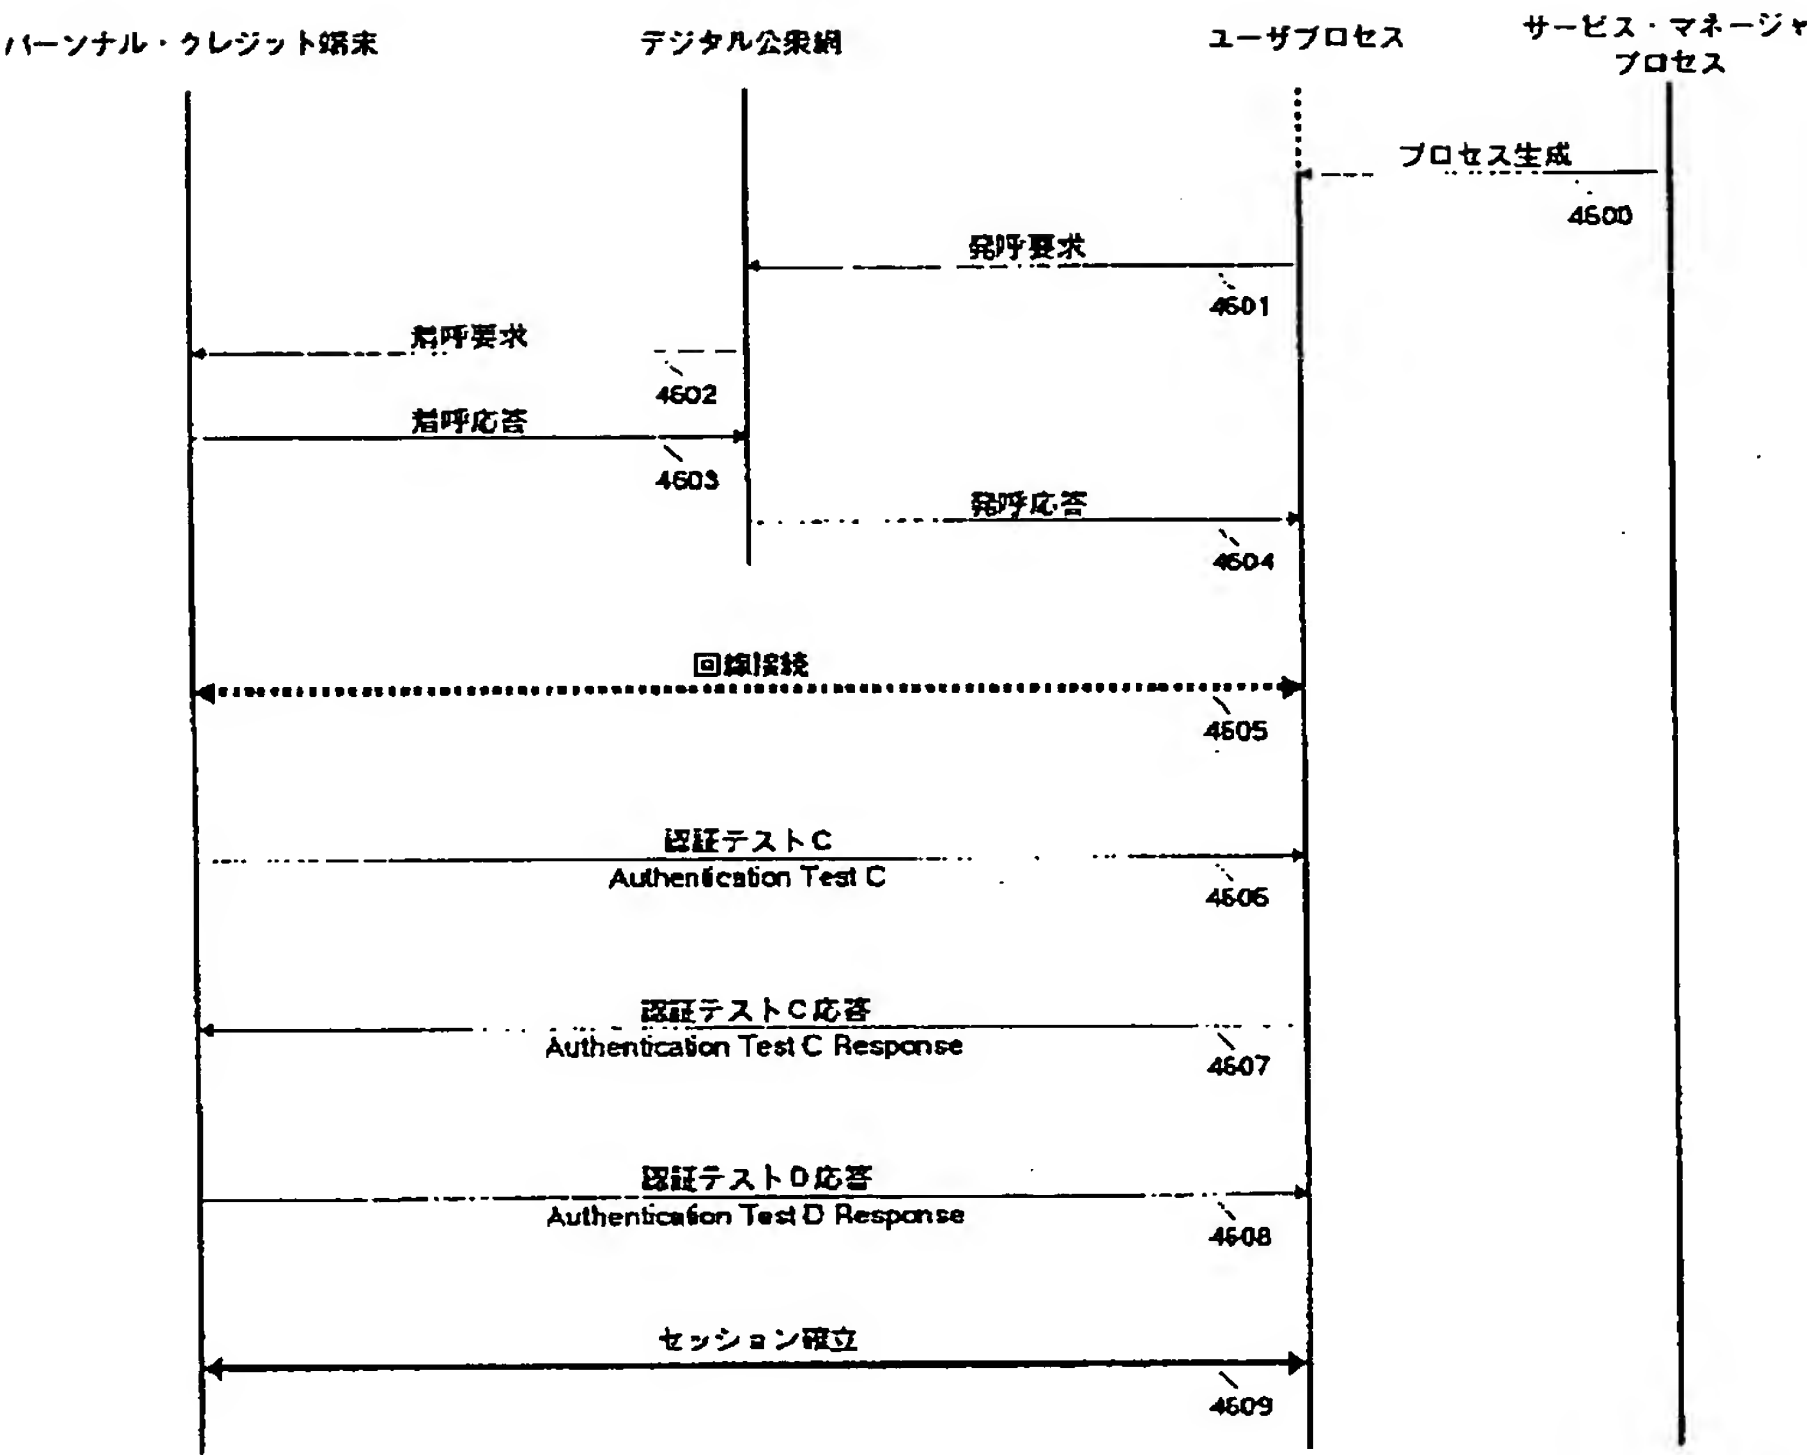 パーソナル・クレジット端末
デジタル公衆網
ユーザプロセス
サービス・マネージャ
プロセス
プロセス生成
4600
発呼要求
4601
着呼要求
4602
着呼応答
4603
発呼応答
4604
回線接続
4605
認証テストC
Authentication Test C
4606
認証テストC応答
Authentication Test C Response
4607
認証テストD応答
Authentication Test D Response
4608
セッション確立
4609